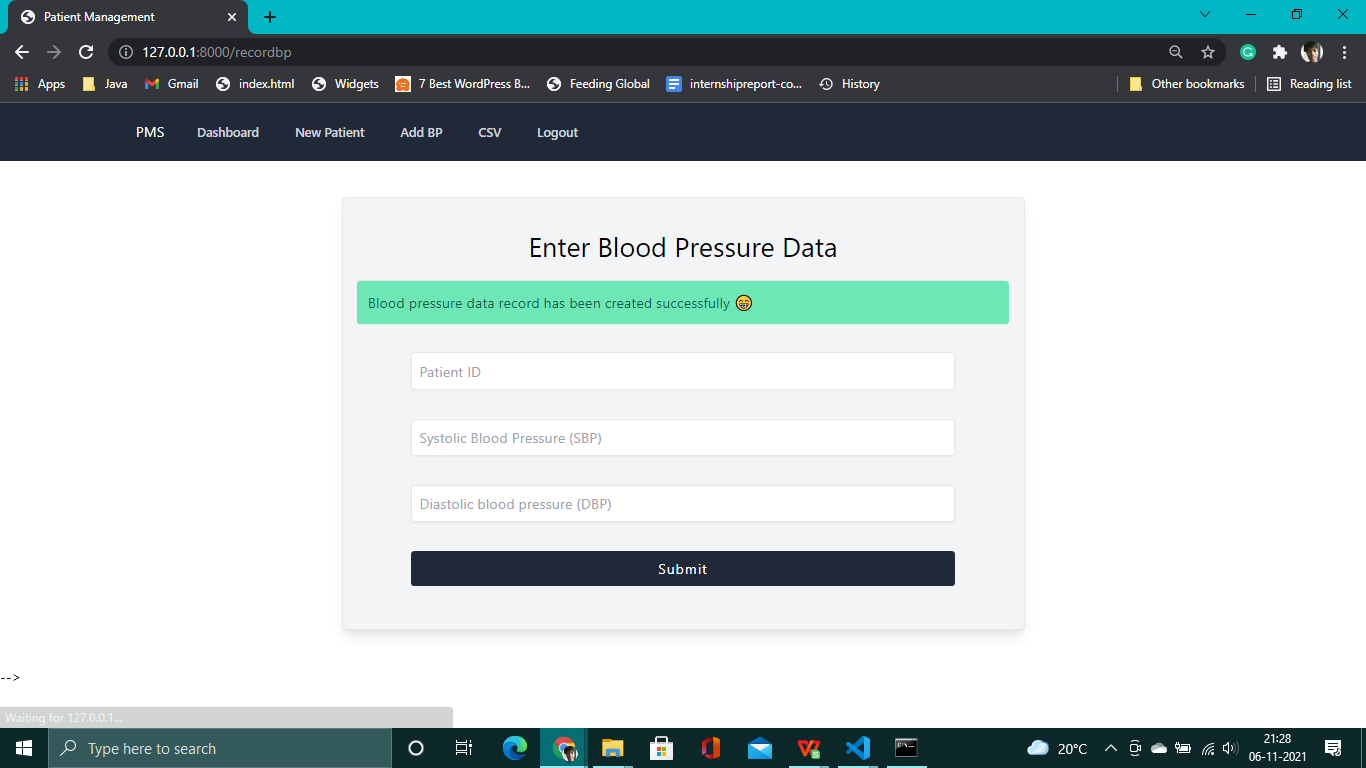 Patient Management
127.0.0.1:8000/recordbp
Apps Java Gmail index.html Widgets 7 Best WordPress B... Feeding Global internshipreport-co... History Other bookmarks Reading list
PMS Dashboard New Patient Add BP CSV Logout
Enter Blood Pressure Data
Blood pressure data record has been created successfully 😁
Patient ID
Systolic Blood Pressure (SBP)
Diastolic blood pressure (DBP)
Submit
-->
Waiting for 127.0.0.1...
Type here to search
20°C
21:28
06-11-2021